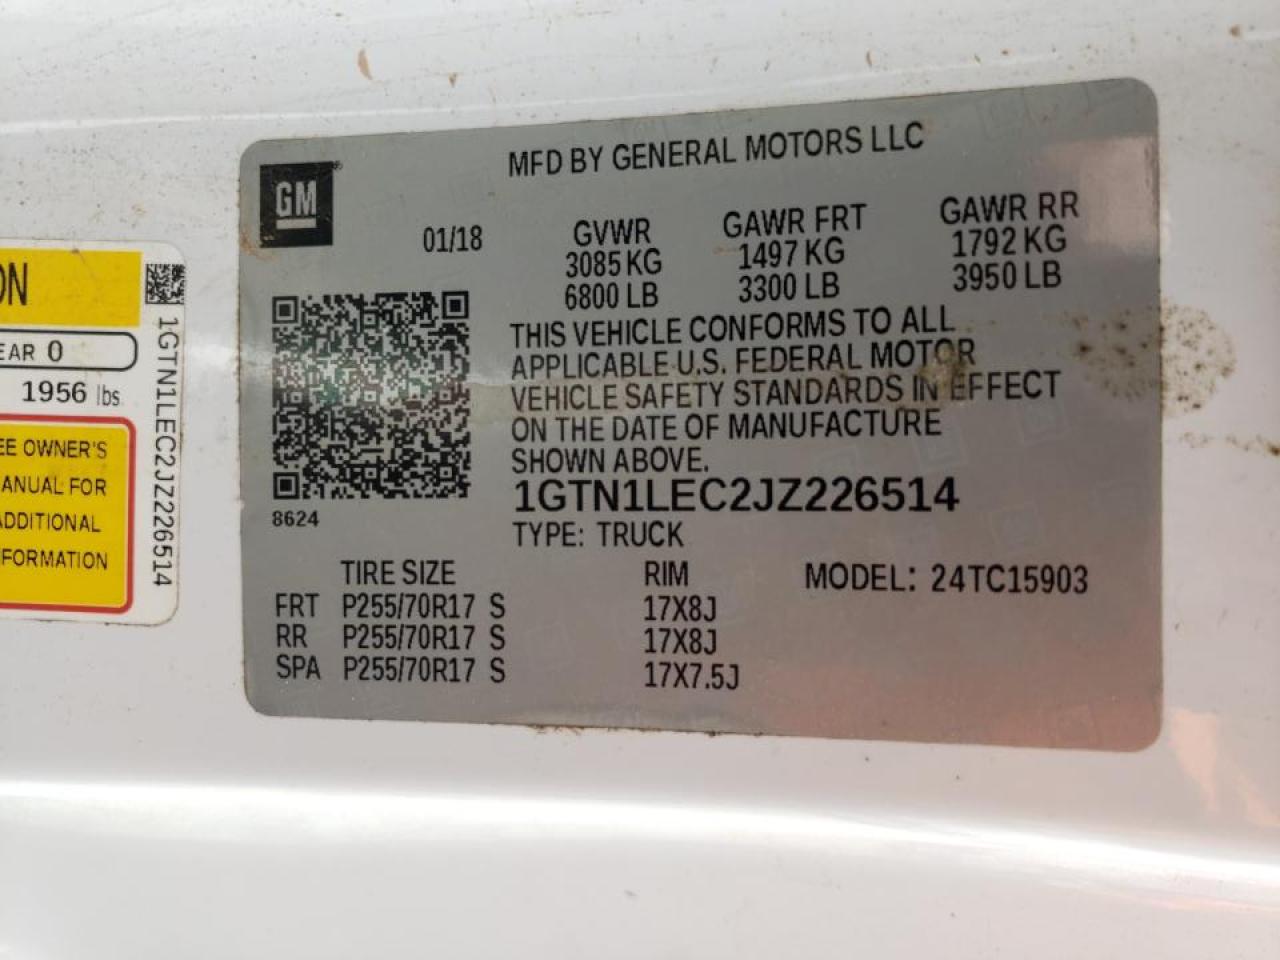 ON
EAR 0
1956 lbs
EE OWNER'S
ANUAL FOR
ADDITIONAL
FORMATION
1GTN1LEC2JZ226514
GM®
MFD BY GENERAL MOTORS LLC
01/18
GVWR GAWR FRT GAWR RR
3085 KG 1497 KG 1792 KG
6800 LB 3300 LB 3950 LB
THIS VEHICLE CONFORMS TO ALL
APPLICABLE U.S. FEDERAL MOTOR
VEHICLE SAFETY STANDARDS IN EFFECT
ON THE DATE OF MANUFACTURE
SHOWN ABOVE.
8624
1GTN1LEC2JZ226514
TYPE: TRUCK
TIRE SIZE RIM MODEL: 24TC15903
FRT P255/70R17 S 17X8J
RR P255/70R17 S 17X8J
SPA P255/70R17 S 17X7.5J